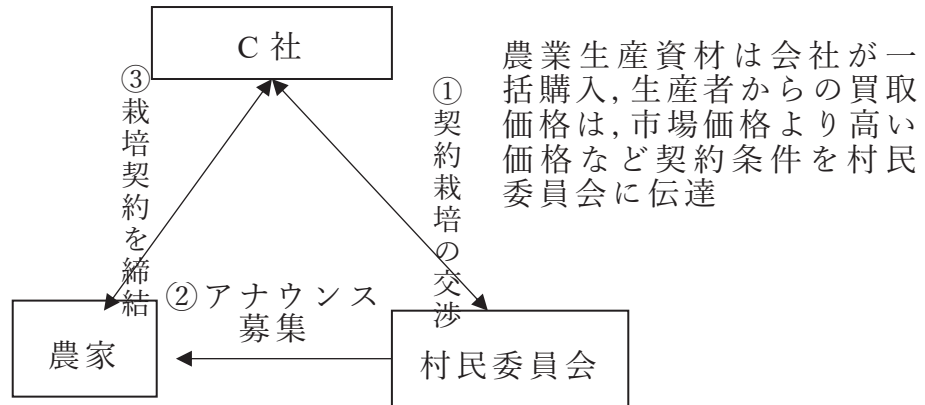 C 社
農業生産資材は会社が一
括購入,生産者からの買取
価格は,市場価格より高い
価格など契約条件を村民
委員会に伝達
③栽培契約を締結
①契約栽培の交渉
②アナウンス
募集
農家
村民委員会